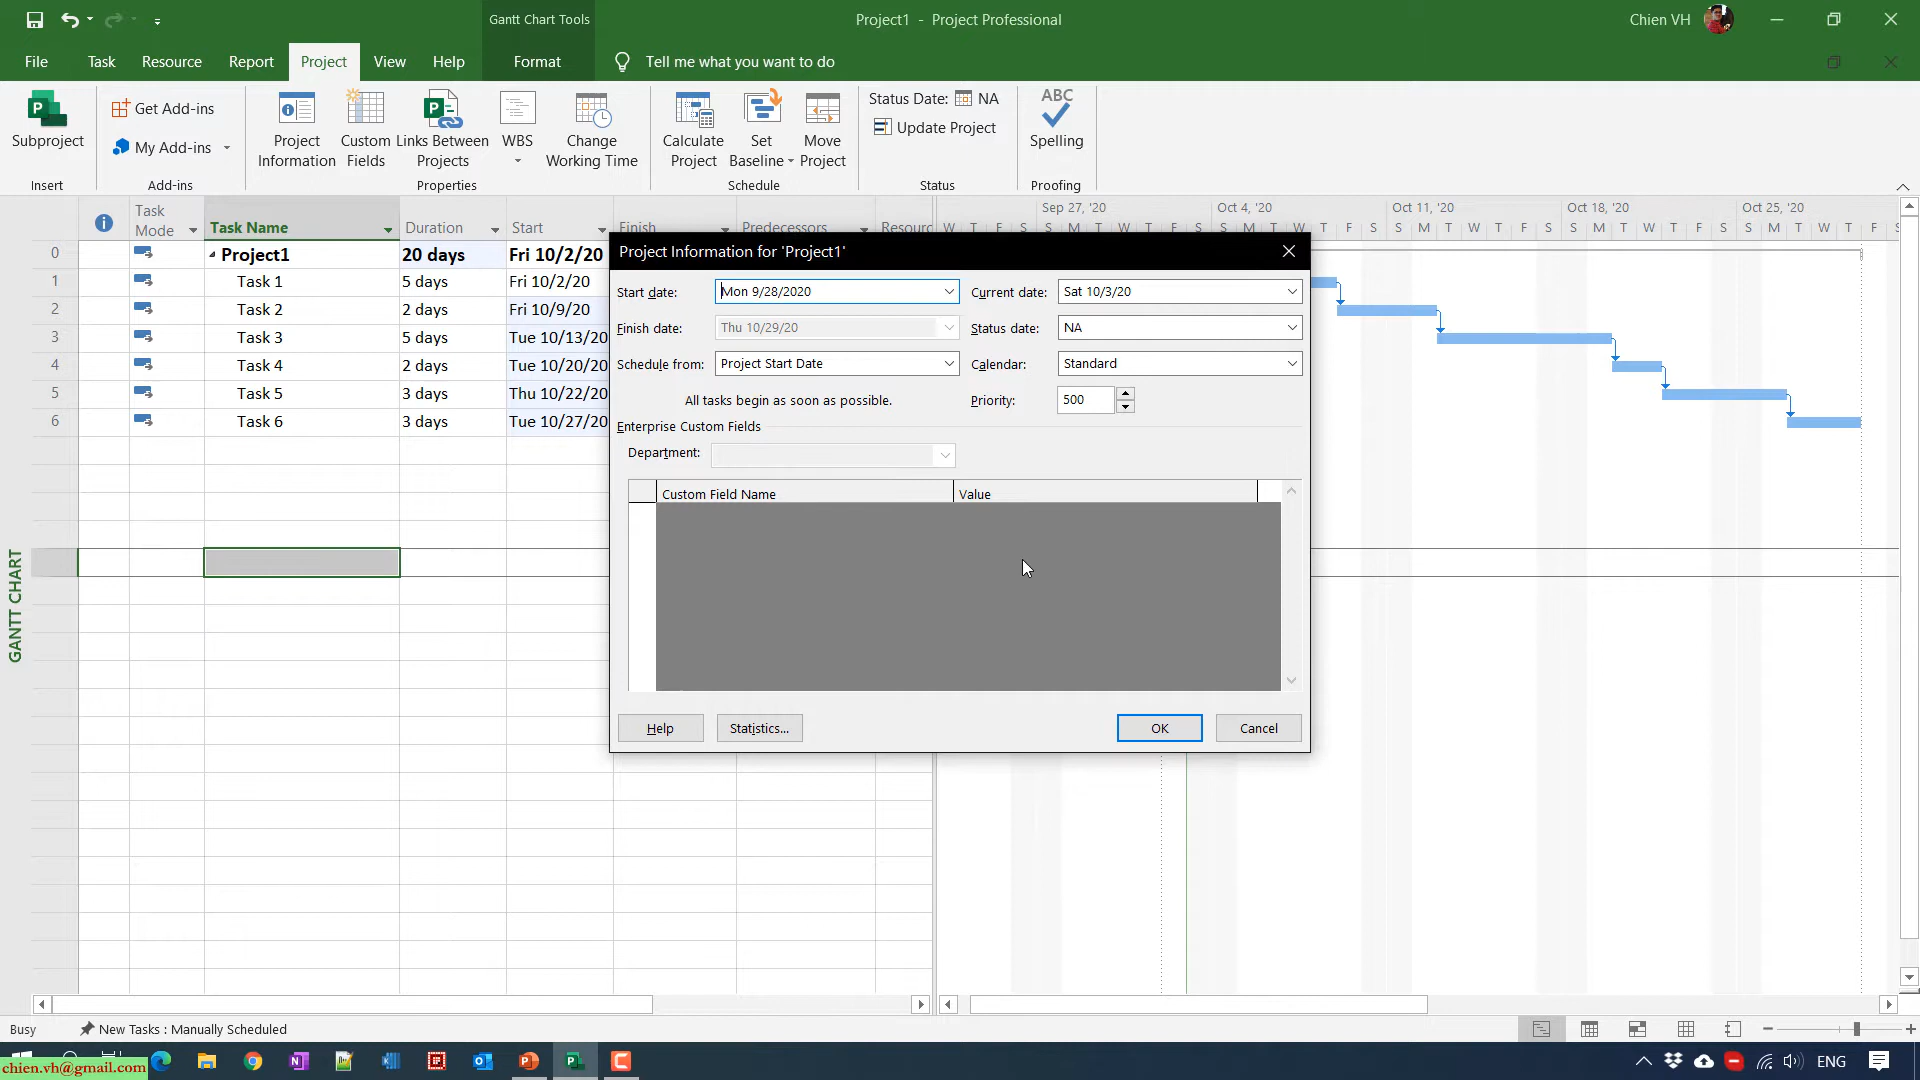 Gantt Chart Tools
Project1 - Project Professional
Chien VH
File Task Resource Report Project View Help Format Tell me what you want to do
Subproject
Get Add-ins
My Add-ins
Project Information
Custom Fields
Links Between Projects
WBS
Change Working Time
Calculate Project
Set Baseline
Move Project
Status Date: NA
Update Project
ABC
Spelling
Insert Add-ins Properties Schedule Status Proofing
Task Mode
Task Name Duration Start Finish Predecessors Resourc
Sep 27, '20 Oct 4, '20 Oct 11, '20 Oct 18, '20 Oct 25, '20
W S T M F T S W S T M F T S W S T M F T S W S T M F T S W S T M F T S W S T M F T S W S T M F T S M T W T F S
0 Project1 20 days Fri 10/2/20
1 Task 1 5 days Fri 10/2/20
2 Task 2 2 days Fri 10/9/20
3 Task 3 5 days Tue 10/13/20
4 Task 4 2 days Tue 10/20/20
5 Task 5 3 days Thu 10/22/20
6 Task 6 3 days Tue 10/27/20
GANTT CHART
Project Information for 'Project1'
Start date: Mon 9/28/2020 Current date: Sat 10/3/20
Finish date: Thu 10/29/20 Status date: NA
Schedule from: Project Start Date Calendar: Standard
All tasks begin as soon as possible. Priority: 500
Enterprise Custom Fields
Department:
Custom Field Name Value
Help Statistics... OK Cancel
Busy New Tasks : Manually Scheduled
chien.vh@gmail.com
ENG